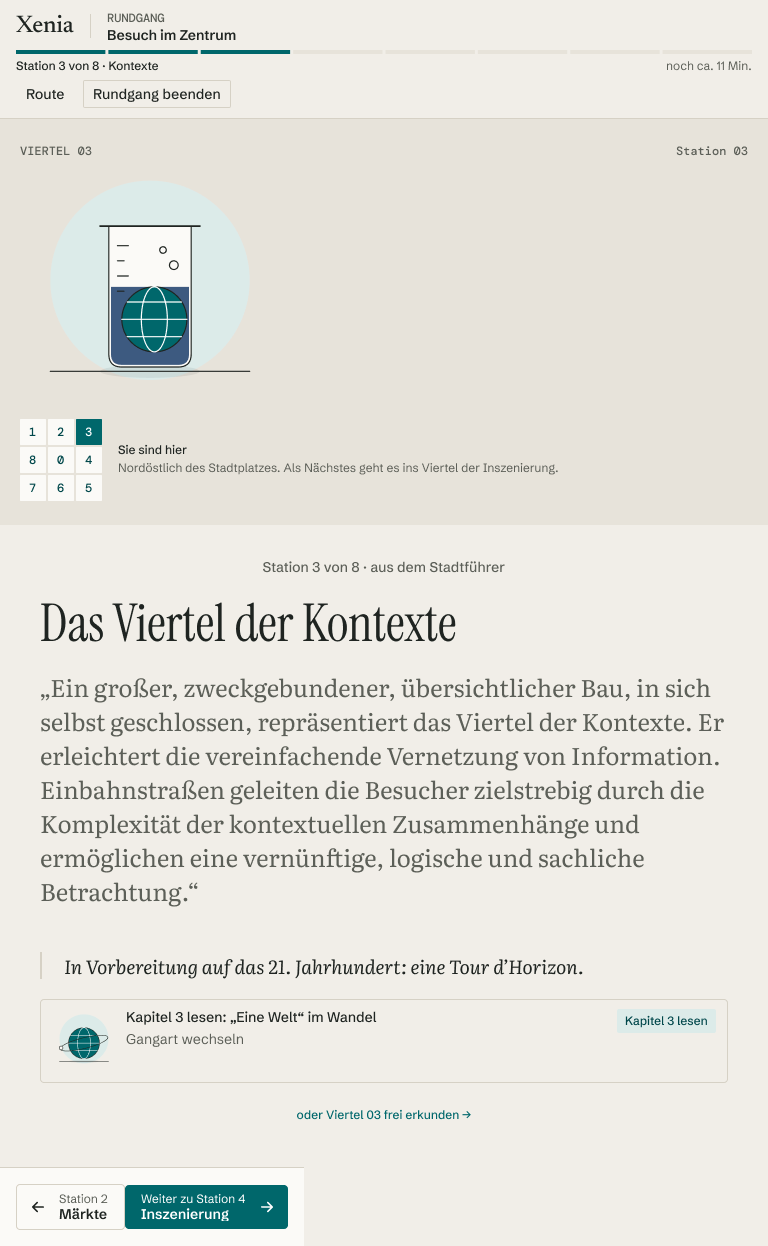 Xenia
RUNDGANG
Besuch im Zentrum
Station 3 von 8 · Kontexte
noch ca. 11 Min.
Route
Rundgang beenden
VIERTEL 03
Station 03
1 2 3
8 0 4
7 6 5
Sie sind hier
Nordöstlich des Stadtplatzes. Als Nächstes geht es ins Viertel der Inszenierung.
Station 3 von 8 · aus dem Stadtführer
Das Viertel der Kontexte
„Ein großer, zweckgebundener, übersichtlicher Bau, in sich
selbst geschlossen, repräsentiert das Viertel der Kontexte. Er
erleichtert die vereinfachende Vernetzung von Information.
Einbahnstraßen geleiten die Besucher zielstrebig durch die
Komplexität der kontextuellen Zusammenhänge und
ermöglichen eine vernünftige, logische und sachliche
Betrachtung.“
In Vorbereitung auf das 21. Jahrhundert: eine Tour d’Horizon.
Kapitel 3 lesen: „Eine Welt“ im Wandel
Gangart wechseln
Kapitel 3 lesen
oder Viertel 03 frei erkunden →
← Station 2
Märkte
Weiter zu Station 4 →
Inszenierung